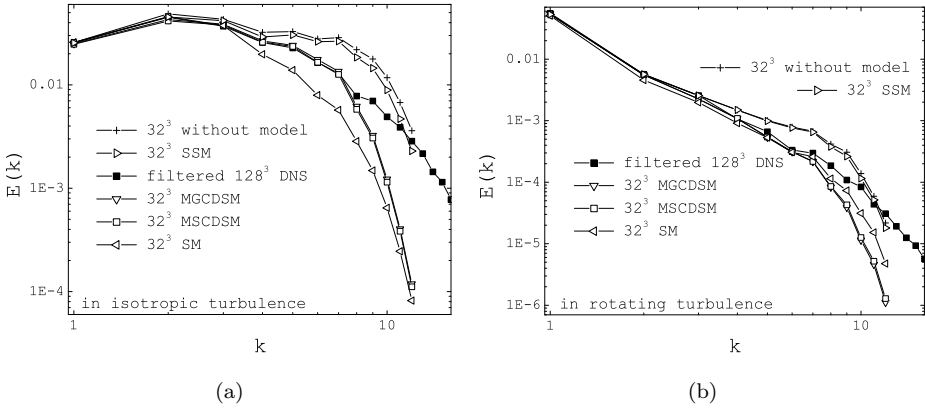 E(k)
0.01
1E-3
1E-4
32³ without model
32³ SSM
filtered 128³ DNS
32³ MGCDSM
32³ MSCDSM
32³ SM
in isotropic turbulence
1
10
k
(a)
E(k)
0.01
1E-3
1E-4
1E-5
1E-6
32³ without model
32³ SSM
filtered 128³ DNS
32³ MGCDSM
32³ MSCDSM
32³ SM
in rotating turbulence
1
10
k
(b)